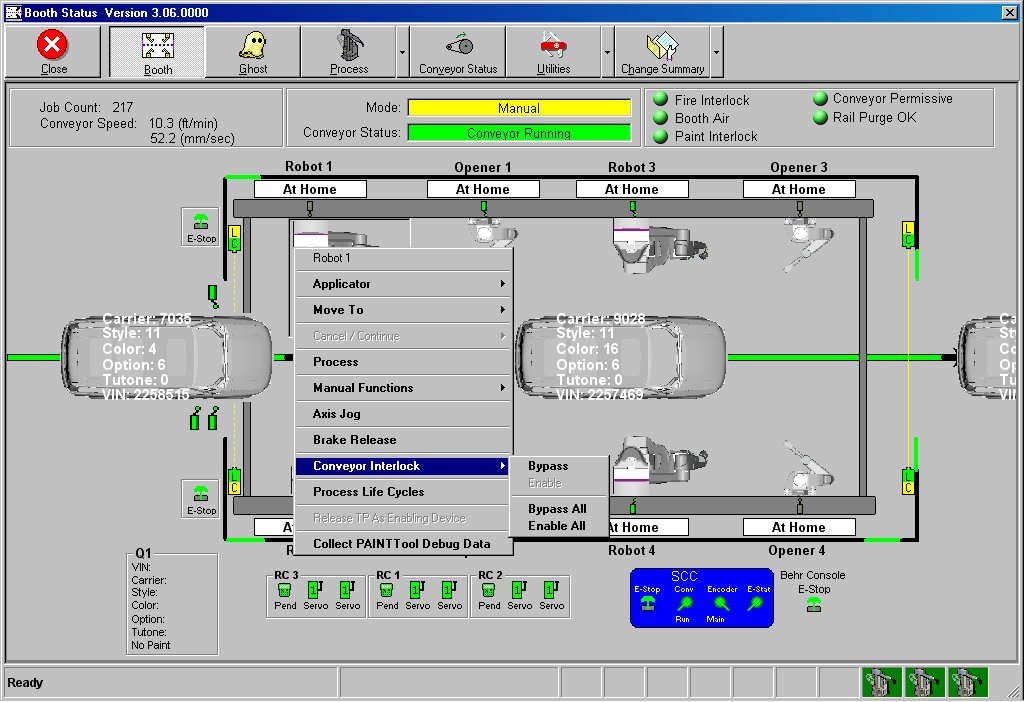 Booth Status Version 3.06.0000
Close
Booth
Ghost
Process
Conveyor Status
Utilities
Change Summary
Job Count: 217
Conveyor Speed: 10.3 (ft/min)
52.2 (mm/sec)
Mode: Manual
Conveyor Status: Conveyor Running
Fire Interlock
Booth Air
Paint Interlock
Conveyor Permissive
Rail Purge OK
Robot 1
Opener 1
Robot 3
Opener 3
At Home
At Home
At Home
At Home
E-Stop
L
C
L
C
Carrier: 7035
Style: 11
Color: 4
Option: 6
Tutone: 0
VIN: 2258515
Carrier: 9028
Style: 11
Color: 16
Option: 6
Tutone: 0
VIN: 2257469
Ca
St
Co
Op
Tu
VIN
Robot 1
Applicator
Move To
Cancel / Continue
Process
Manual Functions
Axis Jog
Brake Release
Conveyor Interlock
Process Life Cycles
Release TP As Enabling Device
Collect PAINTTool Debug Data
Bypass
Enable
Bypass All
Enable All
L
C
L
C
E-Stop
At Home
At Home
Robot 4
Opener 4
Q1
VIN:
Carrier:
Style:
Color:
Option:
Tutone:
No Paint
RC 3
Pend Servo Servo
RC 1
Pend Servo Servo
RC 2
Pend Servo Servo
SCC
E-Stop Conv Encoder E-Stat
Run Main
Behr Console
E-Stop
Ready